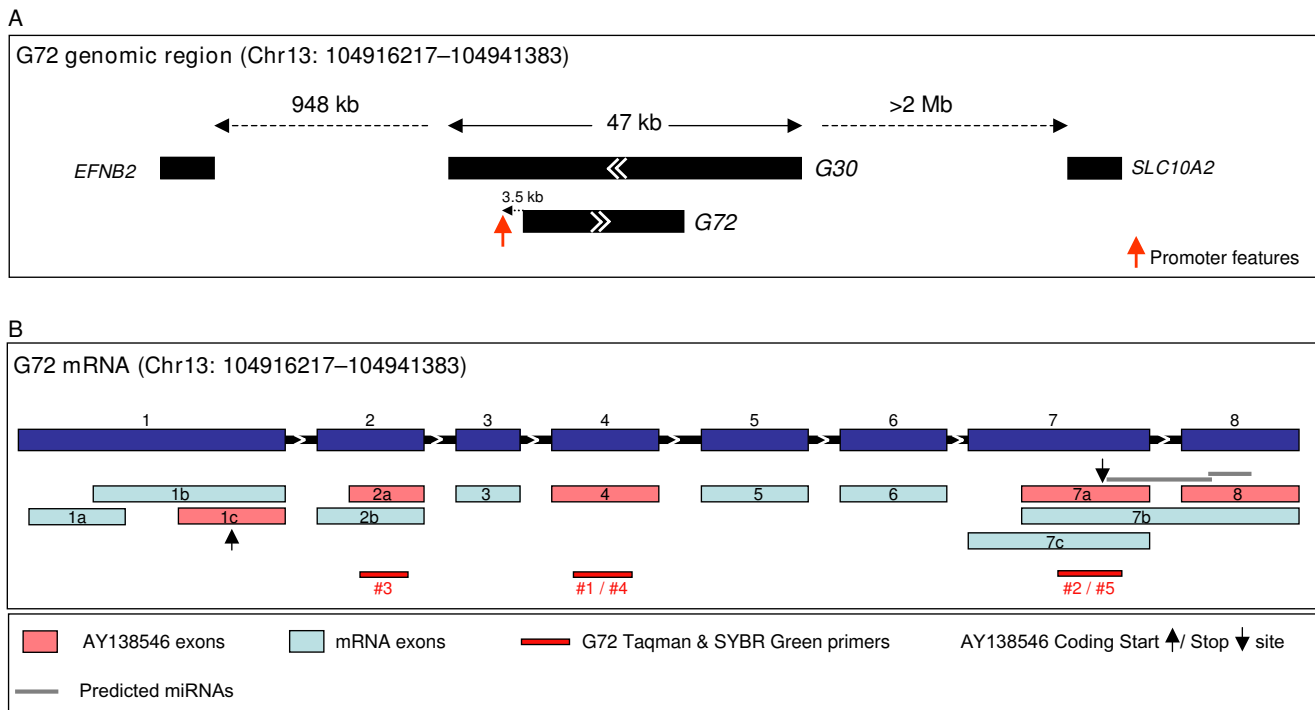 A
G72 genomic region (Chr13: 104916217–104941383)
948 kb
47 kb
>2 Mb
EFNB2
G30
SLC10A2
3.5 kb
G72
Promoter features
B
G72 mRNA (Chr13: 104916217–104941383)
1 2 3 4 5 6 7 8
1b 2a 3 4 5 6 7a 8
1a 1c 2b 7b
7c
#3 #1 / #4 #2 / #5
AY138546 exons
mRNA exons
G72 Taqman & SYBR Green primers
AY138546 Coding Start / Stop site
Predicted miRNAs